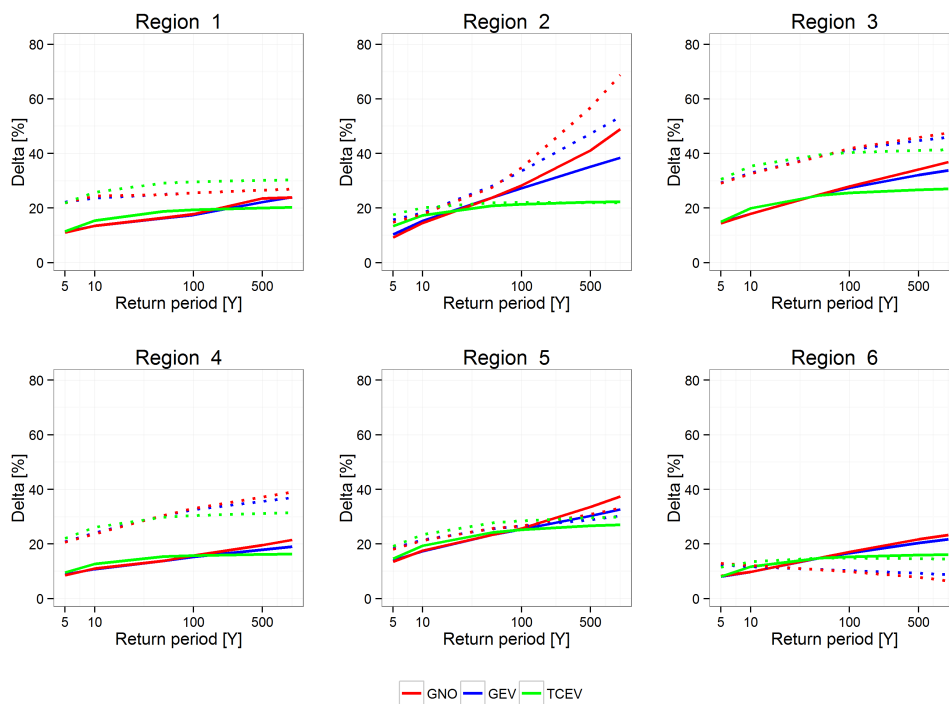 Region 1
Region 2
Region 3
Delta [%]
80
60
40
20
0
5 10 100 500
Return period [Y]
Delta [%]
80
60
40
20
0
5 10 100 500
Return period [Y]
Delta [%]
80
60
40
20
0
5 10 100 500
Return period [Y]
Region 4
Region 5
Region 6
Delta [%]
80
60
40
20
0
5 10 100 500
Return period [Y]
Delta [%]
80
60
40
20
0
5 10 100 500
Return period [Y]
Delta [%]
80
60
40
20
0
5 10 100 500
Return period [Y]
GNO GEV TCEV